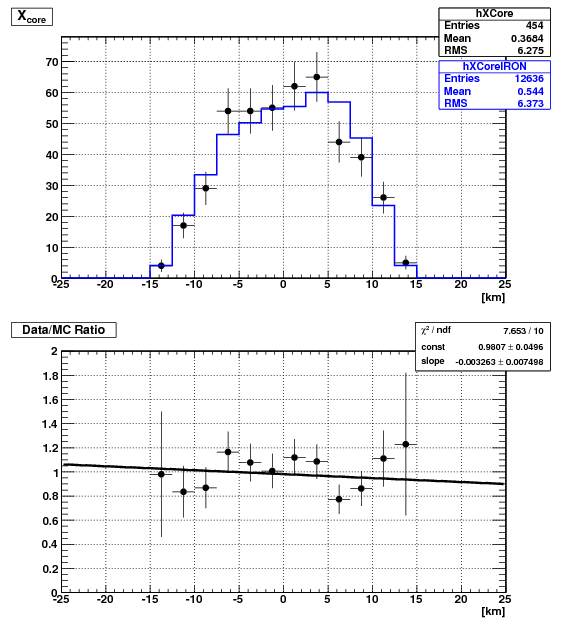 Xcore
hXCore
Entries 454
Mean 0.3684
RMS 6.275
hXCoreIRON
Entries 12636
Mean 0.544
RMS 6.373
70
60
50
40
30
20
10
0
-25 -20 -15 -10 -5 0 5 10 15 20 25
[km]
Data/MC Ratio
χ² / ndf 7.653 / 10
const 0.9807 ± 0.0496
slope -0.003263 ± 0.007498
2
1.8
1.6
1.4
1.2
1
0.8
0.6
0.4
0.2
0
-25 -20 -15 -10 -5 0 5 10 15 20 25
[km]